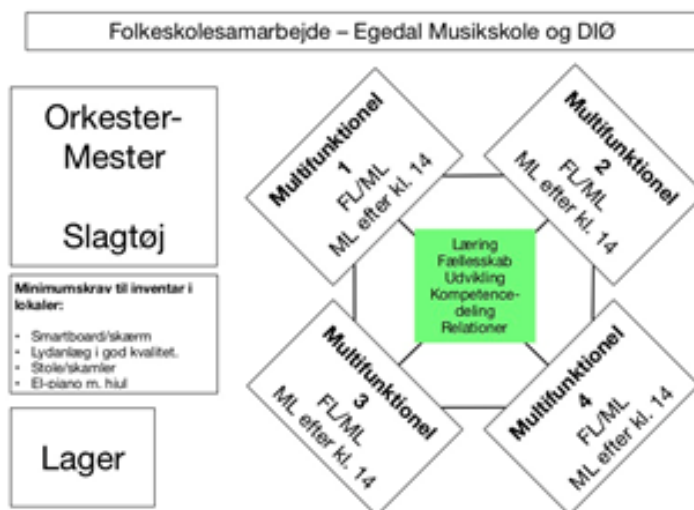 Folkeskolesamarbejde – Egedal Musikskole og DIØ
Orkester-
Mester
Slagtøj
Minimumskrav til inventar i
lokaler:
• Smartboard/skærm
• Lydanlæg i god kvalitet.
• Stole/skamler
• El-piano m. hjul
Lager
Multifunktionel
1
FL/ML
ML efter kl. 14
Multifunktionel
2
FL/ML
ML efter kl. 14
Læring
Fællesskab
Udvikling
Kompetence-
deling
Relationer
Multifunktionel
3
FL/ML
ML efter kl. 14
Multifunktionel
4
FL/ML
ML efter kl. 14